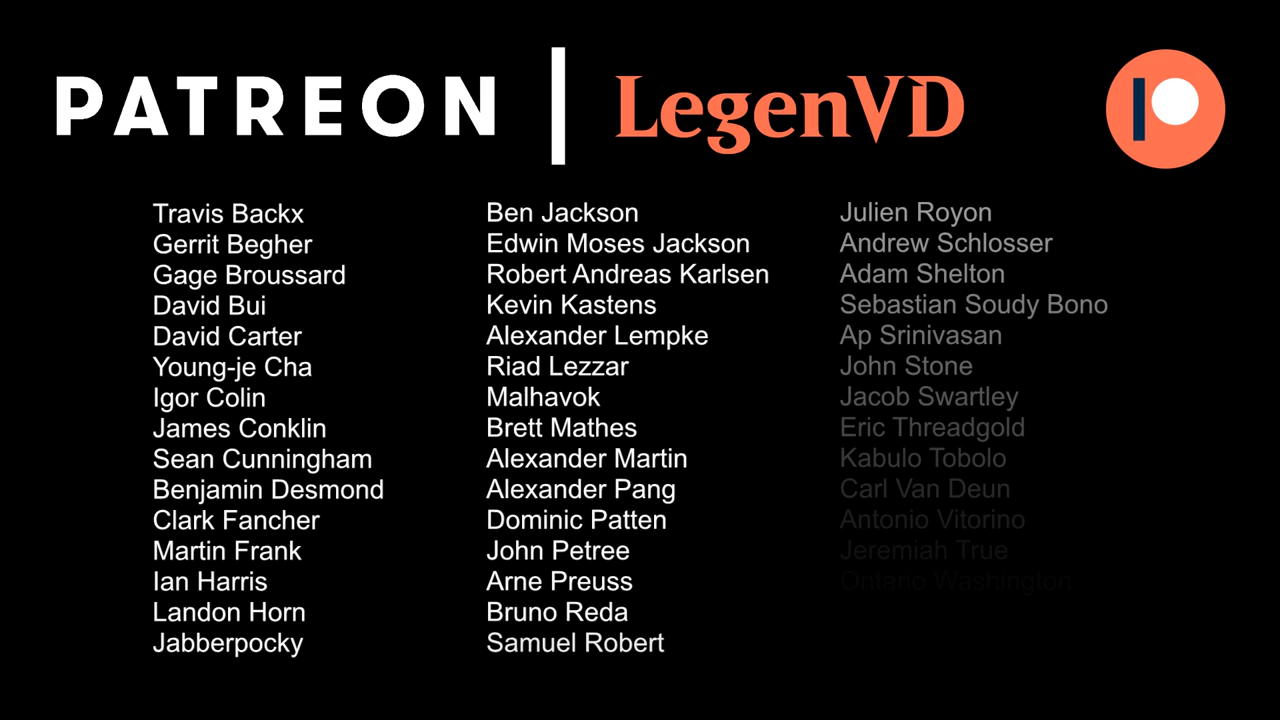 PATREON | LegenVD
Travis Backx
Gerrit Begher
Gage Broussard
David Bui
David Carter
Young-je Cha
Igor Colin
James Conklin
Sean Cunningham
Benjamin Desmond
Clark Fancher
Martin Frank
Ian Harris
Landon Horn
Jabberpocky
Ben Jackson
Edwin Moses Jackson
Robert Andreas Karlsen
Kevin Kastens
Alexander Lempke
Riad Lezzar
Malhavok
Brett Mathes
Alexander Martin
Alexander Pang
Dominic Patten
John Petree
Arne Preuss
Bruno Reda
Samuel Robert
Julien Royon
Andrew Schlosser
Adam Shelton
Sebastian Soudy Bono
Ap Srinivasan
John Stone
Jacob Swartley
Eric Threadgold
Kabulo Tobolo
Carl Van Deun
Antonio Vitorino
Jeremiah True
Ontario Washington